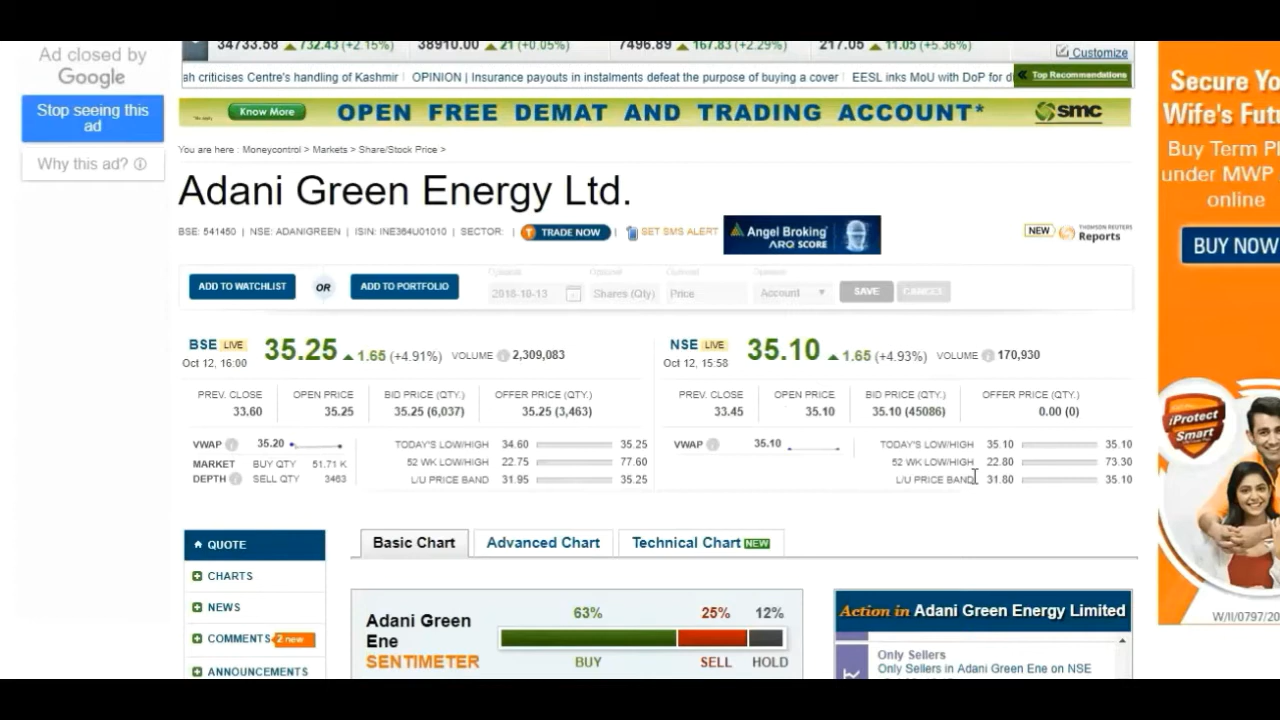 Ad closed by
Google
Stop seeing this
ad
Why this ad?
34733.58 732.43 (+2.15%) 38910.00 21 (+0.05%) 7496.89 167.83 (+2.29%) 217.05 11.05 (+5.36%)
Customize
ah criticises Centre's handling of Kashmir | OPINION | Insurance payouts in instalments defeat the purpose of buying a cover | EESL inks MoU with DoP for d
Top Recommendations
Know More OPEN FREE DEMAT AND TRADING ACCOUNT* smc
You are here : Moneycontrol > Markets > Share/Stock Price >
Adani Green Energy Ltd.
BSE: 541450 | NSE: ADANIGREEN | ISIN: INE364U01010 | SECTOR: | TRADE NOW | GET SMS ALERT
Angel Broking
ARQ SCORE
NEW THOMSON REUTERS
Reports
ADD TO WATCHLIST OR ADD TO PORTFOLIO
Optional Optional Optional Optional
2018-10-13 Shares (Qty) Price Account SAVE CANCEL
BSE LIVE 35.25 1.65 (+4.91%) VOLUME 2,309,083
Oct 12, 16:00
PREV. CLOSE OPEN PRICE BID PRICE (QTY.) OFFER PRICE (QTY.)
33.60 35.25 35.25 (6,037) 35.25 (3,463)
VWAP 35.20 TODAY'S LOW/HIGH 34.60 35.25
MARKET BUY QTY 51.71 K 52 WK LOW/HIGH 22.75 77.60
DEPTH SELL QTY 3463 L/U PRICE BAND 31.95 35.25
NSE LIVE 35.10 1.65 (+4.93%) VOLUME 170,930
Oct 12, 15:58
PREV. CLOSE OPEN PRICE BID PRICE (QTY.) OFFER PRICE (QTY.)
33.45 35.10 35.10 (45086) 0.00 (0)
VWAP 35.10 TODAY'S LOW/HIGH 35.10 35.10
52 WK LOW/HIGH 22.80 73.30
L/U PRICE BAND 31.80 35.10
QUOTE
CHARTS
NEWS
COMMENTS 2 new
ANNOUNCEMENTS
Basic Chart Advanced Chart Technical Chart NEW
Adani Green
Ene
SENTIMETER
63% 25% 12%
BUY SELL HOLD
Action in Adani Green Energy Limited
Only Sellers
Only Sellers in Adani Green Ene on NSE
Secure Yo
Wife's Futu
Buy Term Pl
under MWP
online
BUY NOW
iProtect
Smart
W/II/0797/20